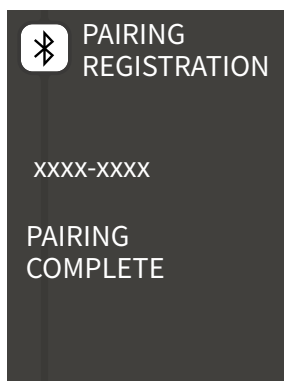 PAIRING
REGISTRATION
xxxx-xxxx
PAIRING
COMPLETE